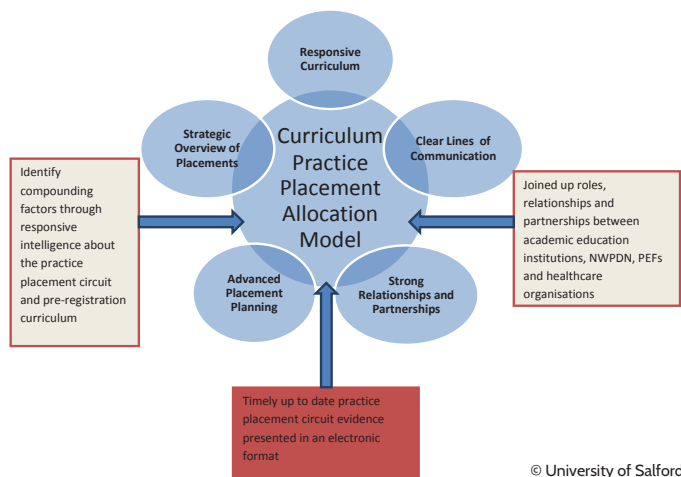 Responsive
Curriculum
Strategic
Overview of
Placements
Clear Lines of
Communication
Curriculum
Practice
Placement
Allocation
Model
Identify
compounding
factors through
responsive
intelligence about
the practice
placement circuit
and pre-registration
curriculum
Joined up roles,
relationships and
partnerships between
academic education
institutions, NWPDN, PEFs
and healthcare
organisations
Advanced
Placement
Planning
Strong
Relationships and
Partnerships
Timely up to date practice
placement circuit evidence
presented in an electronic
format
© University of Salford